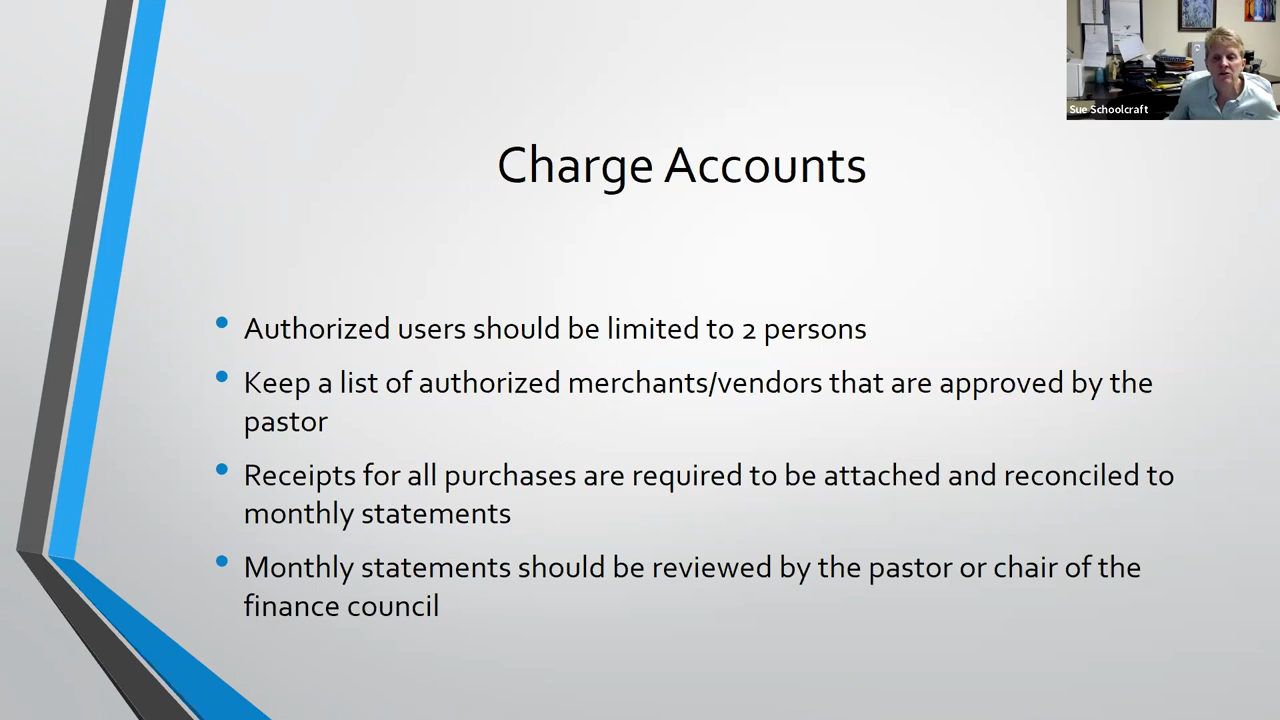 Sue Schoolcraft
Charge Accounts
Authorized users should be limited to 2 persons
Keep a list of authorized merchants/vendors that are approved by the
pastor
Receipts for all purchases are required to be attached and reconciled to
monthly statements
Monthly statements should be reviewed by the pastor or chair of the
finance council